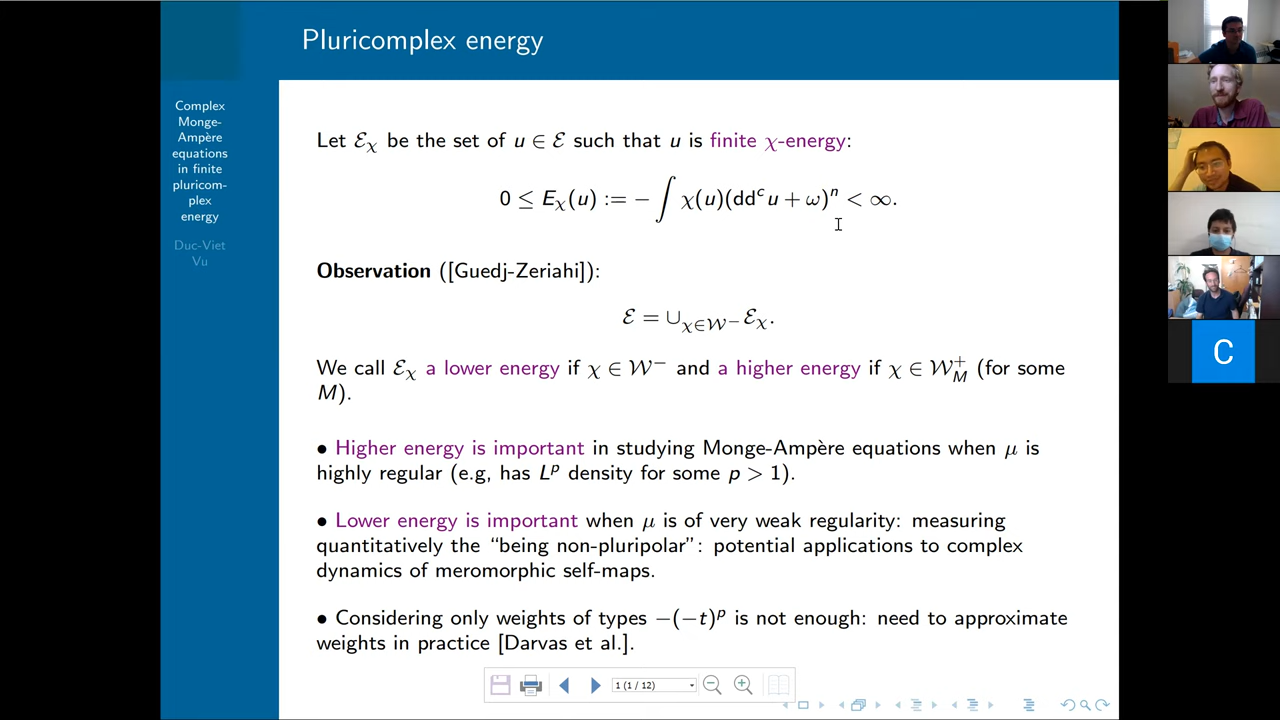 Pluricomplex energy
Complex
Monge-
Ampère
equations
in finite
pluricom-
plex
energy
Duc-Viet
Vu
Let ℰ_χ be the set of u ∈ ℰ such that u is finite χ-energy:
0 ≤ E_χ(u) := − ∫ χ(u)(dd^c u + ω)^n < ∞.
Observation ([Guedj-Zeriahi]):
ℰ = ∪_{χ∈𝒲^−} ℰ_χ.
We call ℰ_χ a lower energy if χ ∈ 𝒲^− and a higher energy if χ ∈ 𝒲^+_M (for some
M).
• Higher energy is important in studying Monge-Ampère equations when μ is
highly regular (e.g, has L^p density for some p > 1).
• Lower energy is important when μ is of very weak regularity: measuring
quantitatively the “being non-pluripolar”: potential applications to complex
dynamics of meromorphic self-maps.
• Considering only weights of types −(−t)^p is not enough: need to approximate
weights in practice [Darvas et al.].
1 (1 / 12)
C